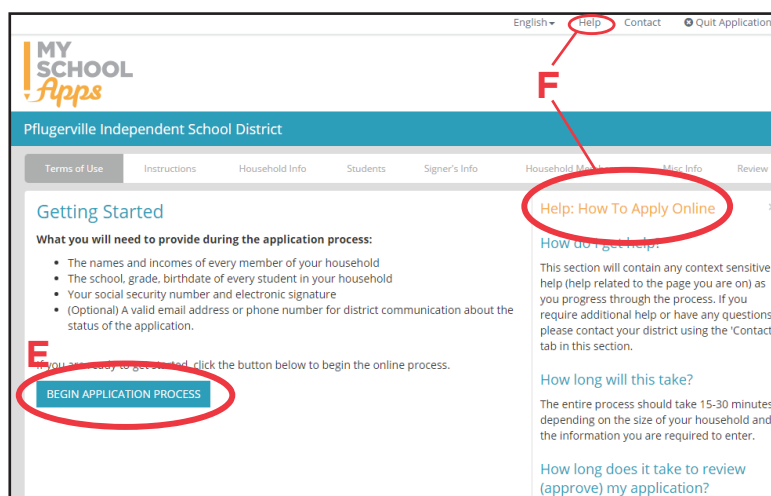 English Help Contact Quit Application
MY
SCHOOL
Apps
F
Pflugerville Independent School District
Terms of Use Instructions Household Info Students Signer's Info Household Misc Info Review
Getting Started
What you will need to provide during the application process:
• The names and incomes of every member of your household
• The school, grade, birthdate of every student in your household
• Your social security number and electronic signature
• (Optional) A valid email address or phone number for district communication about the
status of the application.
E
If you are ready to get started, click the button below to begin the online process.
BEGIN APPLICATION PROCESS
Help: How To Apply Online
How do I get help?
This section will contain any context sensitive
help (help related to the page you are on) as
you progress through the process. If you
require additional help or have any questions
please contact your district using the 'Contact
tab in this section.
How long will this take?
The entire process should take 15-30 minutes
depending on the size of your household and
the information you are required to enter.
How long does it take to review
(approve) my application?